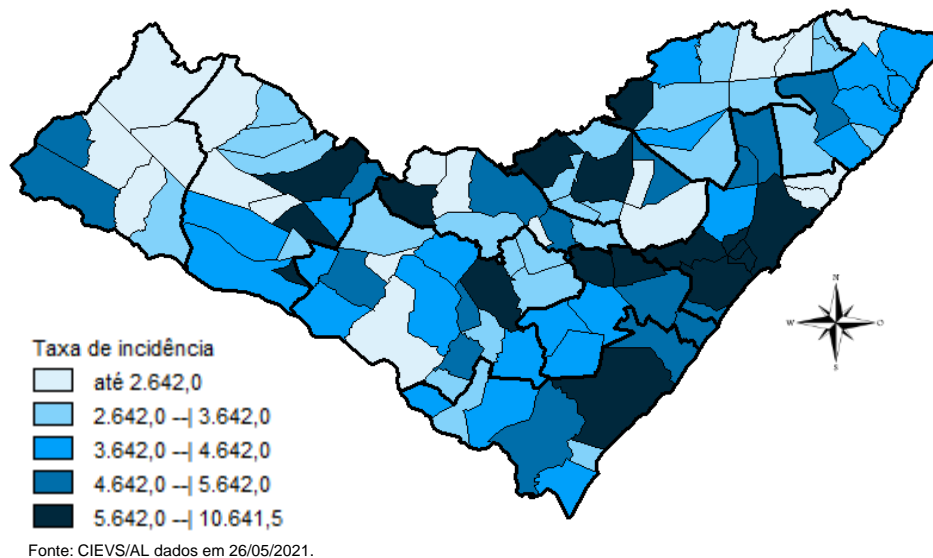 N
W
O
S
Taxa de incidência
até 2.642,0
2.642,0 --| 3.642,0
3.642,0 --| 4.642,0
4.642,0 --| 5.642,0
5.642,0 --| 10.641,5
Fonte: CIEVS/AL dados em 26/05/2021.